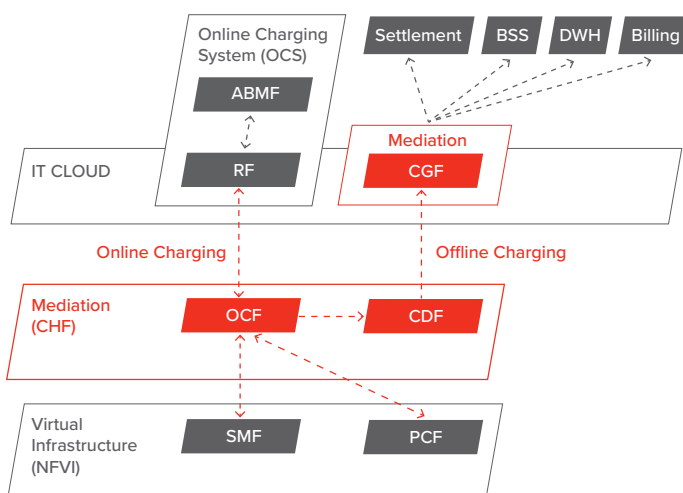 Online Charging
System (OCS)
Settlement
BSS
DWH
Billing
ABMF
Mediation
IT CLOUD
RF
CGF
Online Charging
Offline Charging
Mediation
(CHF)
OCF
CDF
Virtual
Infrastructure
(NFVI)
SMF
PCF